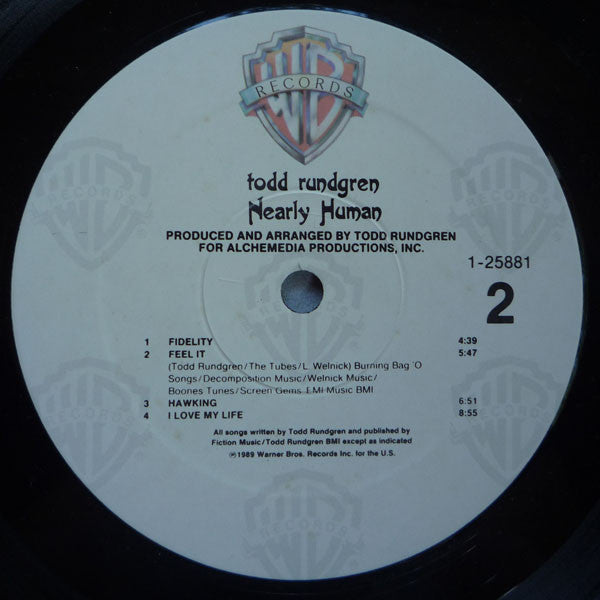 WB
RECORDS
todd rundgren
Nearly Human
PRODUCED AND ARRANGED BY TODD RUNDGREN
FOR ALCHEMEDIA PRODUCTIONS, INC.
1-25881
2
1 FIDELITY 4:39
2 FEEL IT 5:47
(Todd Rundgren/The Tubes/L. Welnick) Burning Bag 'O
Songs/Decomposition Music/Welnick Music/
Boones Tunes/Screen Gems EMI Music BMI
3 HAWKING 6:51
4 I LOVE MY LIFE 8:55
All songs written by Todd Rundgren and published by
Fiction Music/Todd Rundgren BMI except as indicated
℗1989 Warner Bros. Records Inc. for the U.S.